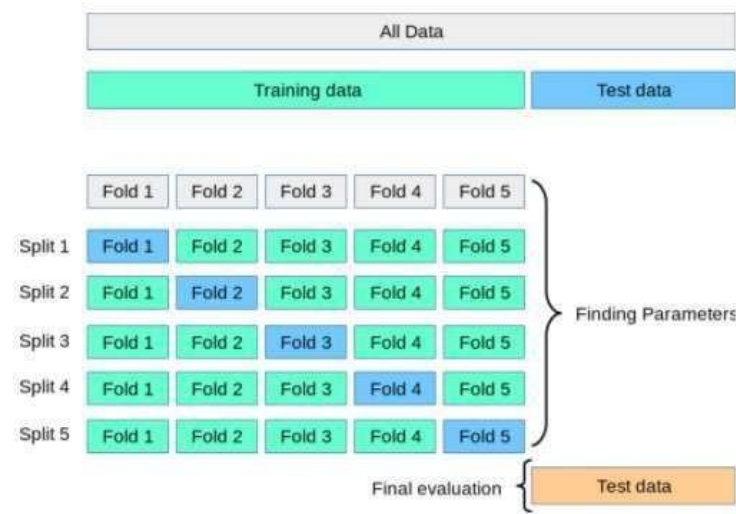 All Data
Training data Test data
Fold 1 Fold 2 Fold 3 Fold 4 Fold 5
Split 1 Fold 1 Fold 2 Fold 3 Fold 4 Fold 5
Split 2 Fold 1 Fold 2 Fold 3 Fold 4 Fold 5
Finding Parameters
Split 3 Fold 1 Fold 2 Fold 3 Fold 4 Fold 5
Split 4 Fold 1 Fold 2 Fold 3 Fold 4 Fold 5
Split 5 Fold 1 Fold 2 Fold 3 Fold 4 Fold 5
Final evaluation Test data